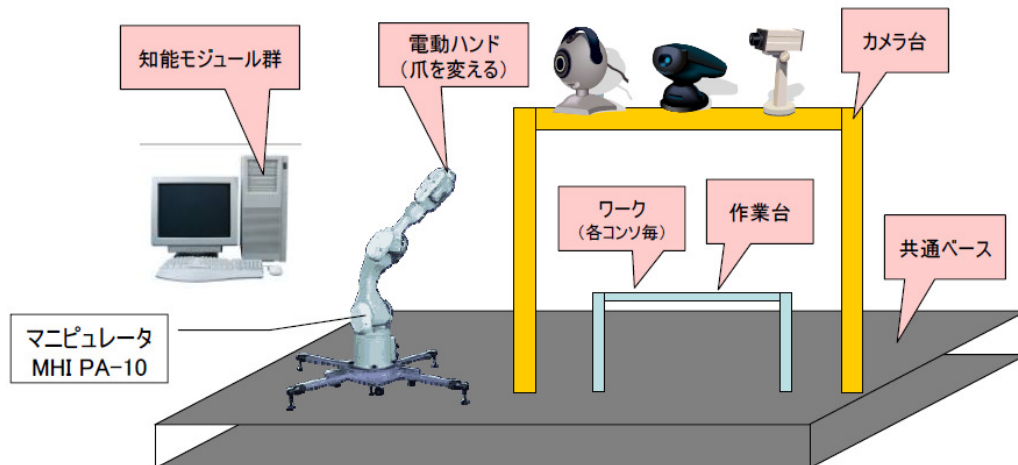 知能モジュール群
電動ハンド
（爪を変える）
カメラ台
ワーク
（各コンソ毎）
作業台
共通ベース
マニピュレータ
MHI PA-10